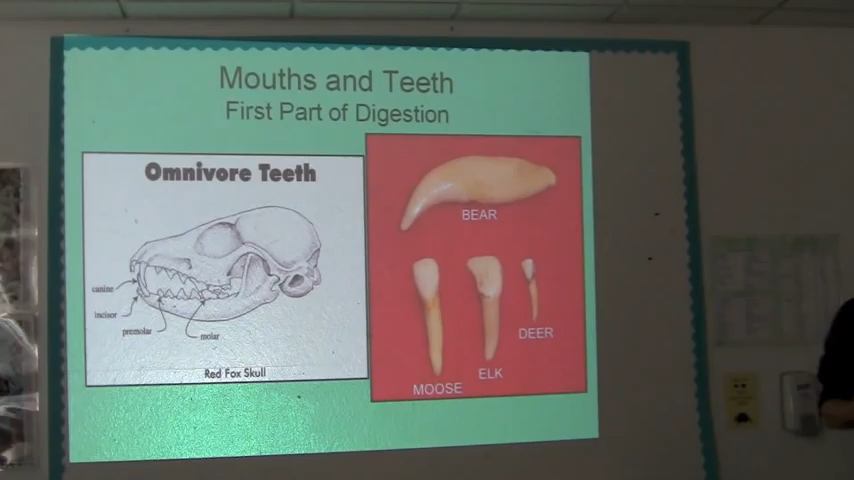 Mouths and Teeth
First Part of Digestion
Omnivore Teeth
canine
incisor
premolar
molar
Red Fox Skull
BEAR
MOOSE
ELK
DEER